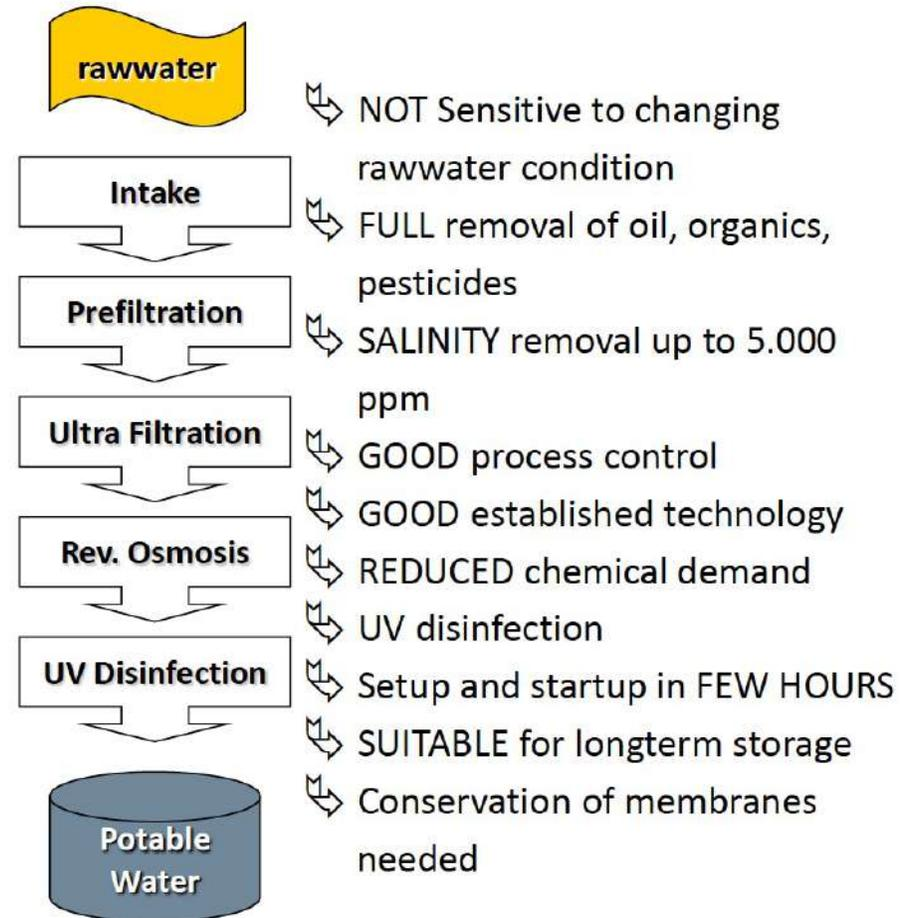 rawwater
Intake
Prefiltration
Ultra Filtration
Rev. Osmosis
UV Disinfection
Potable
Water
NOT Sensitive to changing
rawwater condition
FULL removal of oil, organics,
pesticides
SALINITY removal up to 5.000
ppm
GOOD process control
GOOD established technology
REDUCED chemical demand
UV disinfection
Setup and startup in FEW HOURS
SUITABLE for longterm storage
Conservation of membranes
needed